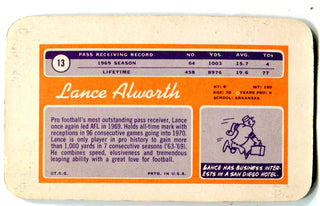 13
PASS RECEIVING RECORD NO. YDS. AVG. TDs
1969 SEASON 64 1003 15.7 4
LIFETIME 458 8976 19.6 77
Lance Alworth
HT: 6' WT: 180
AGE: 30 YEARS PRO: 8
SCHOOL: ARKANSAS
Pro football's most outstanding pass receiver, Lance
once again led AFL in 1969. Holds all-time mark with
receptions in 96 consecutive games going into 1970.
Lance is only player in pro history to gain more
than 1,000 yards in 7 consecutive seasons ('63-'69).
He combines speed, elusiveness and tremendous
leaping ability with a great love for football.
©T.C.G. PRTD. IN U.S.A.
LANCE HAS BUSINESS INTER-
ESTS IN A SAN DIEGO HOTEL.